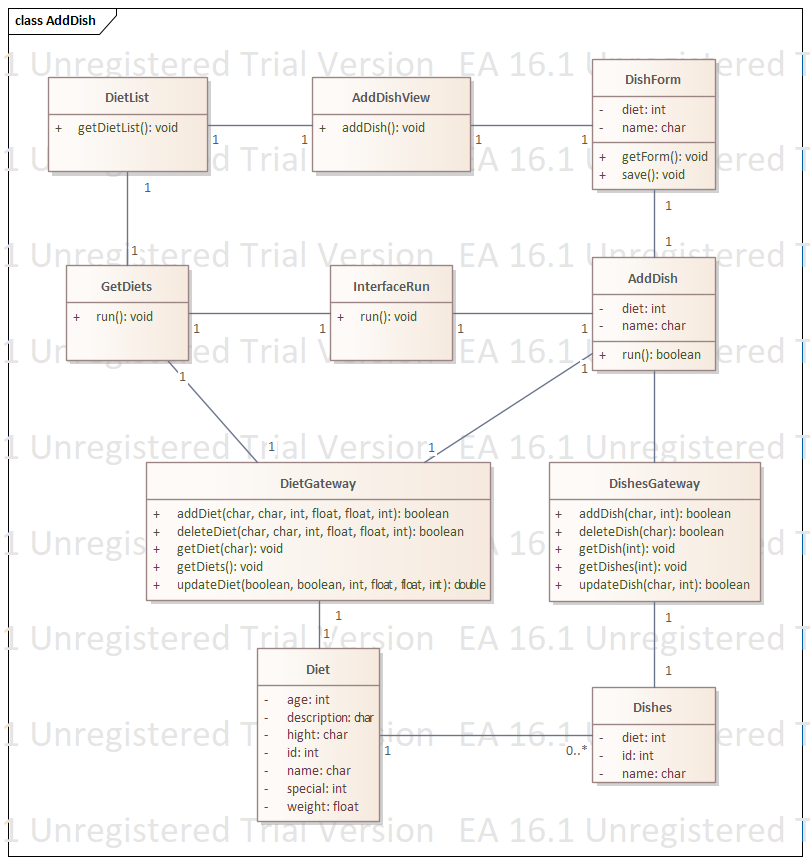 class AddDish
1 Unregistered Trial Version EA 16.1 Unregistered T
DietList
+ getDietList(): void
AddDishView
+ addDish(): void
DishForm
- diet: int
- name: char
+ getForm(): void
+ save(): void
1
1
1
1
1
1
1
1
GetDiets
+ run(): void
InterfaceRun
+ run(): void
AddDish
- diet: int
- name: char
+ run(): boolean
1
1
1
1
1
1
1
1
DietGateway
+ addDiet(char, char, int, float, float, int): boolean
+ deleteDiet(char, char, int, float, float, int): boolean
+ getDiet(char): void
+ getDiets(): void
+ updateDiet(boolean, boolean, int, float, float, int): double
DishesGateway
+ addDish(char, int): boolean
+ deleteDish(char): boolean
+ getDish(int): void
+ getDishes(int): void
+ updateDish(char, int): boolean
1
1
1
1
Diet
- age: int
- description: char
- hight: char
- id: int
- name: char
- special: int
- weight: float
1
0..*
Dishes
- diet: int
- id: int
- name: char